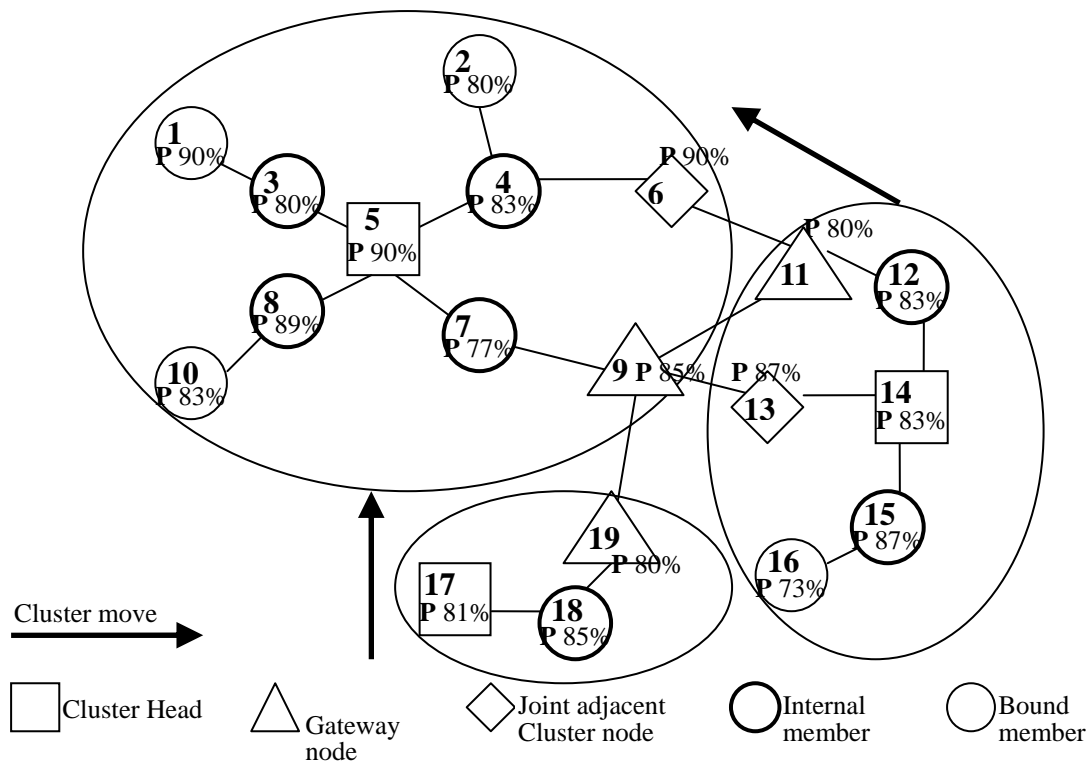 2
P 80%
1
P 90%
3
P 80%
4
P 83%
P 90%
6
5
P 90%
P 80%
11
12
P 83%
8
P 89%
7
P 77%
9 P 85%
P 87%
13
10
P 83%
14
P 83%
15
P 87%
16
P 73%
19
P 80%
17
P 81%
18
P 85%
Cluster move
Cluster Head
Gateway
node
Joint adjacent
Cluster node
Internal
member
Bound
member